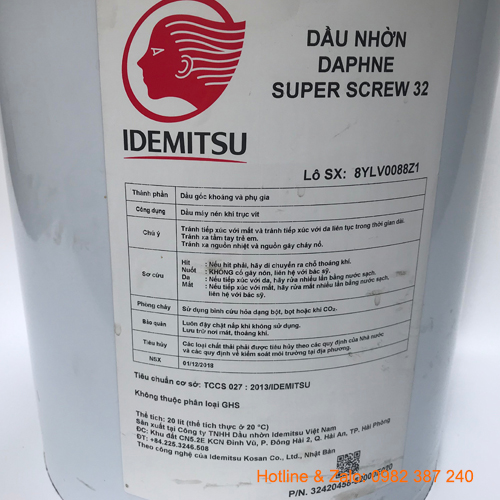 DẦU NHỜN
DAPHNE
SUPER SCREW 32
IDEMITSU
Lô SX: 8YLV0088Z1
Thành phần Dầu gốc khoáng và phụ gia
Công dụng Dầu máy nén khí trục vít
Chú ý Tránh tiếp xúc với mắt và tránh tiếp xúc với da liên tục trong thời gian dài.
Tránh xa tầm tay trẻ em.
Tránh xa nguồn nhiệt và nguồn gây cháy nổ.
Sơ cứu Hít : Nếu hít phải, hãy di chuyển ra chỗ thoáng khí.
Nuốt : KHÔNG cố gây nôn, liên hệ với bác sỹ.
Da : Nếu tiếp xúc với da, hãy rửa nhiều lần bằng nước sạch.
Mắt : Nếu tiếp xúc với mắt, hãy rửa mắt nhiều lần bằng nước sạch,
liên hệ với bác sỹ.
Phòng cháy Sử dụng bình cứu hỏa dạng bột, bọt hoặc khí CO₂.
Bảo quản Luôn đậy chặt nắp khi không sử dụng.
Lưu trữ nơi mát, thoáng khí.
Tiêu hủy Các loại chất thải phải được tiêu hủy theo các quy định của Nhà nước
và các quy định về kiểm soát môi trường tại địa phương.
NSX 01/12/2018
Tiêu chuẩn cơ sở: TCCS 027 : 2013/IDEMITSU
Không thuộc phân loại GHS
Thể tích: 20 lít (thể tích thực ở 20 °C)
Sản xuất tại Công ty TNHH Dầu nhờn Idemitsu Việt Nam
ĐC: Khu đất CN5.2E KCN Đình Vũ, P. Đông Hải 2, Q. Hải An, TP. Hải Phòng
ĐT: +84.225.3246.508
Theo công nghệ của Idemitsu Kosan Co., Ltd., Nhật Bản
Hotline & Zalo: 0982 387 240
P/N.